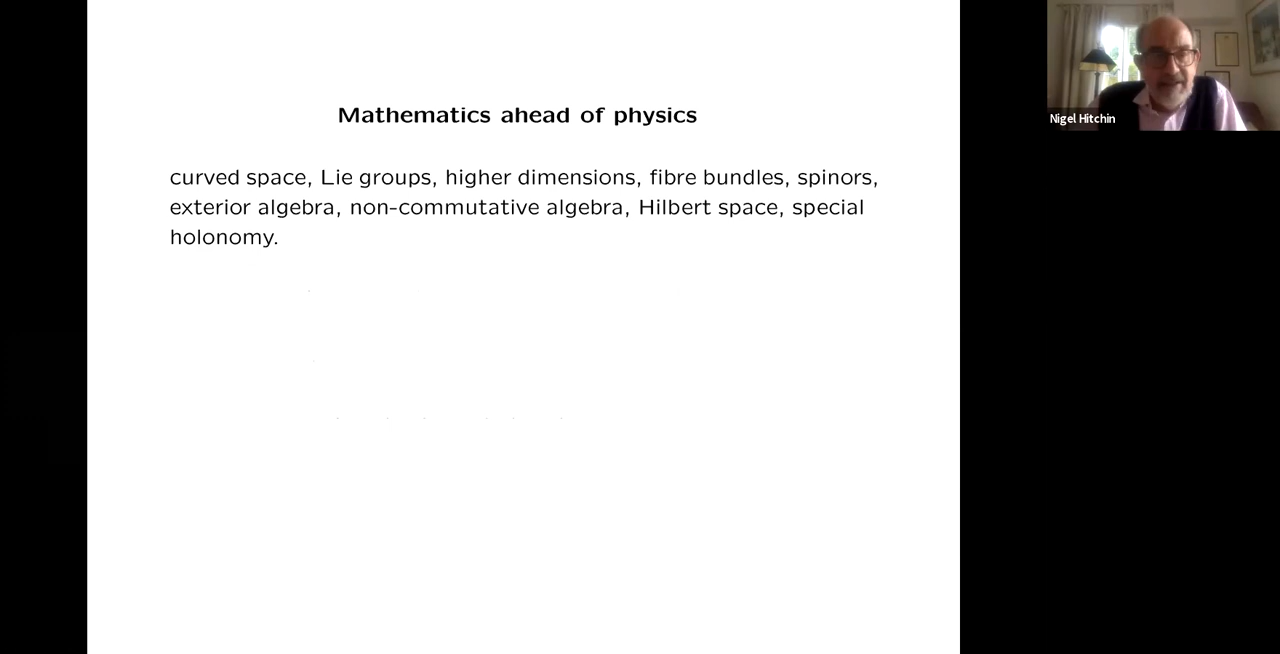 Mathematics ahead of physics
curved space, Lie groups, higher dimensions, fibre bundles, spinors,
exterior algebra, non-commutative algebra, Hilbert space, special
holonomy.
Nigel Hitchin